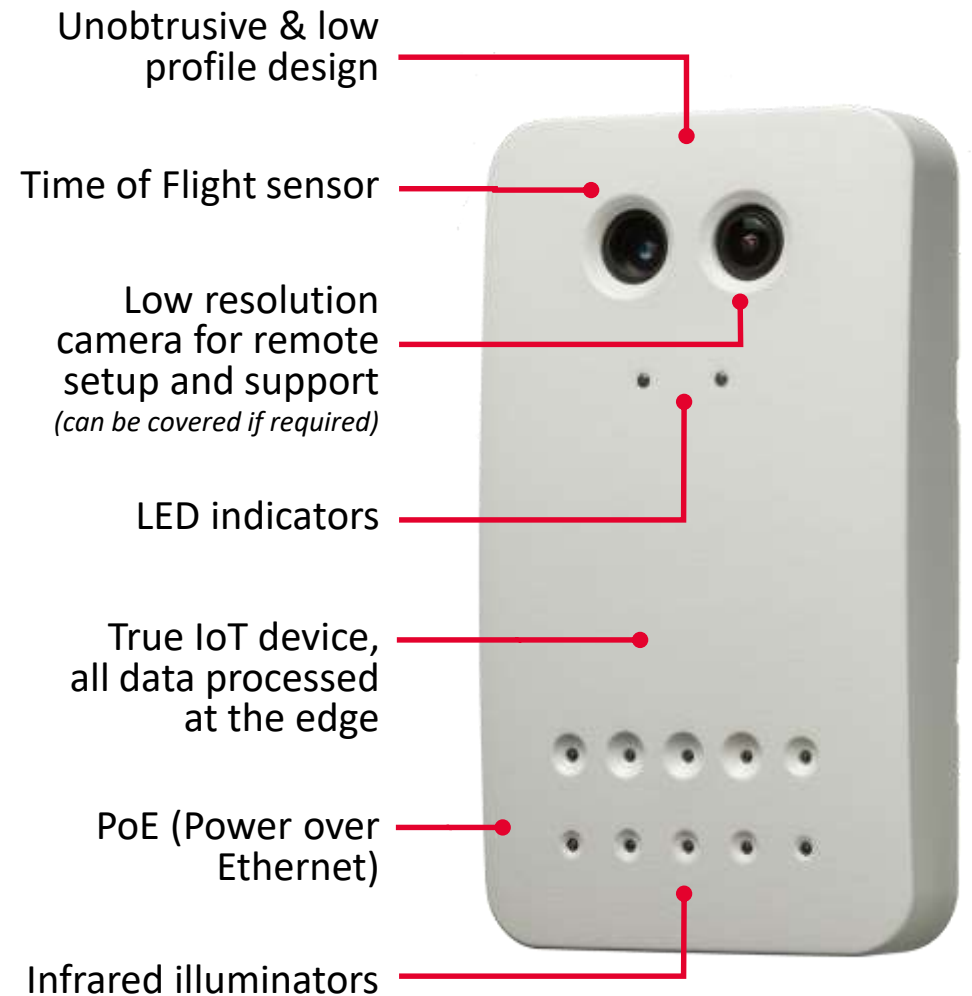 Unobtrusive & low
profile design
Time of Flight sensor
Low resolution
camera for remote
setup and support
(can be covered if required)
LED indicators
True IoT device,
all data processed
at the edge
PoE (Power over
Ethernet)
Infrared illuminators